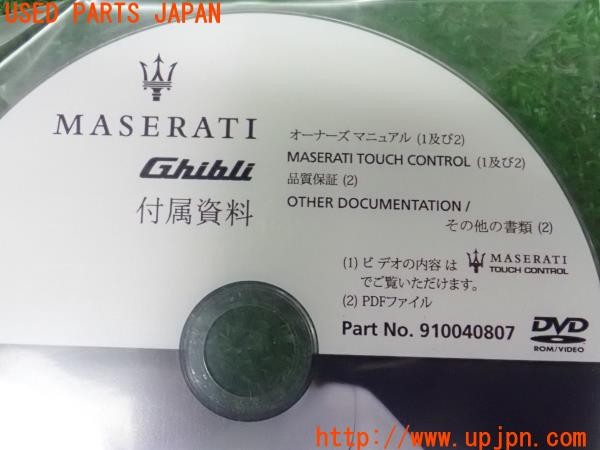 USED PARTS JAPAN
MASERATI
Ghibli
付属資料
オーナーズ マニュアル (1及び2)
MASERATI TOUCH CONTROL (1及び2)
品質保証 (2)
OTHER DOCUMENTATION /
その他の書類 (2)
(1) ビ デオの内容 は MASERATI TOUCH CONTROL
でご覧いただけます。
(2) PDFファイル
Part No. 910040807
DVD
ROM/VIDEO
http://www.upjpn.com/